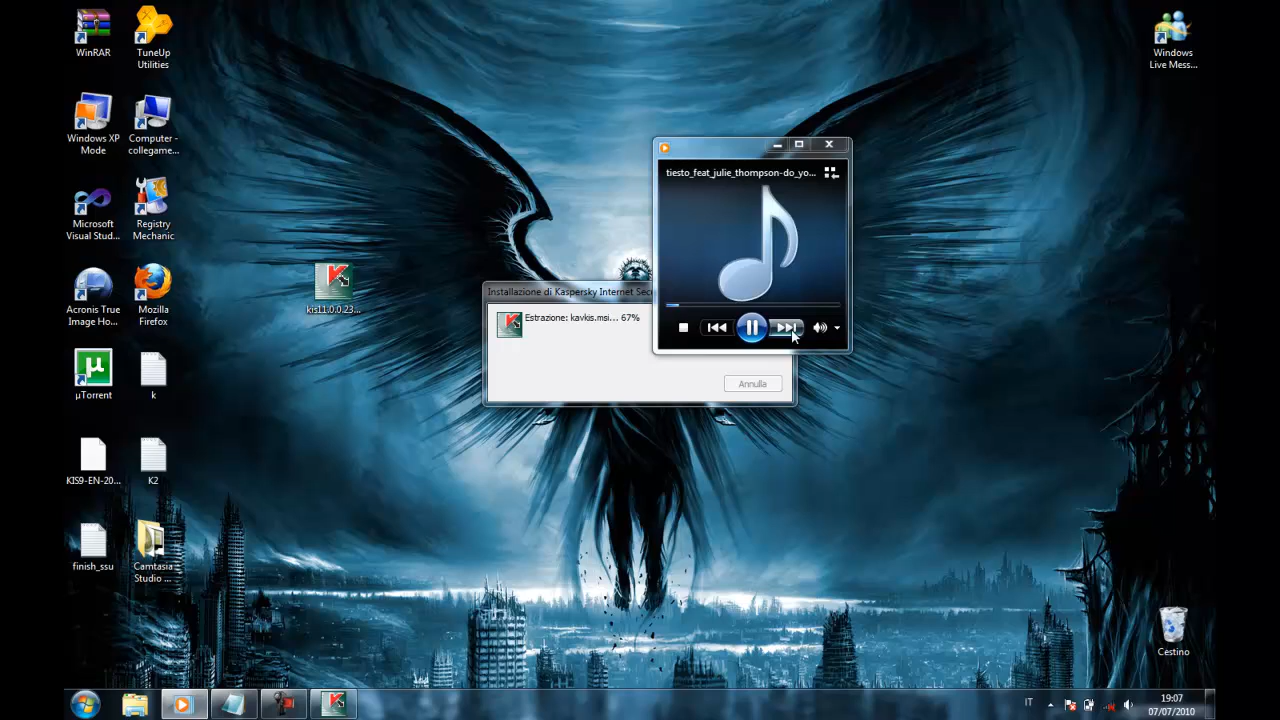 WinRAR
TuneUp
Utilities
Windows
Live Mess...
Windows XP
Mode
Computer -
collegame...
Microsoft
Visual Stud...
Registry
Mechanic
Acronis True
Image Ho...
Mozilla
Firefox
kis11.0.0.23...
µTorrent
k
KIS9-EN-20...
K2
finish_ssu
Camtasia
Studio ...
tiesto_feat_julie_thompson-do_yo...
Installazione di Kaspersky Internet Secu
Estrazione: kavkis.msi... 67%
Annulla
Cestino
IT
19:07
07/07/2010